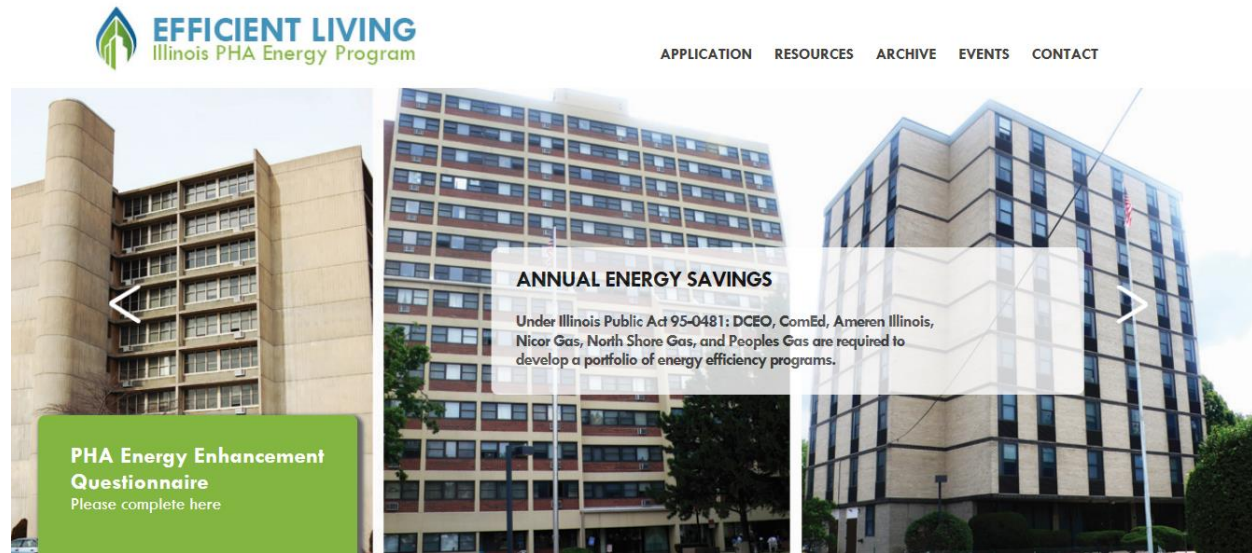 EFFICIENT LIVING
Illinois PHA Energy Program
APPLICATION RESOURCES ARCHIVE EVENTS CONTACT
ANNUAL ENERGY SAVINGS
Under Illinois Public Act 95-0481: DCEO, ComEd, Ameren Illinois,
Nicor Gas, North Shore Gas, and Peoples Gas are required to
develop a portfolio of energy efficiency programs.
PHA Energy Enhancement
Questionnaire
Please complete here